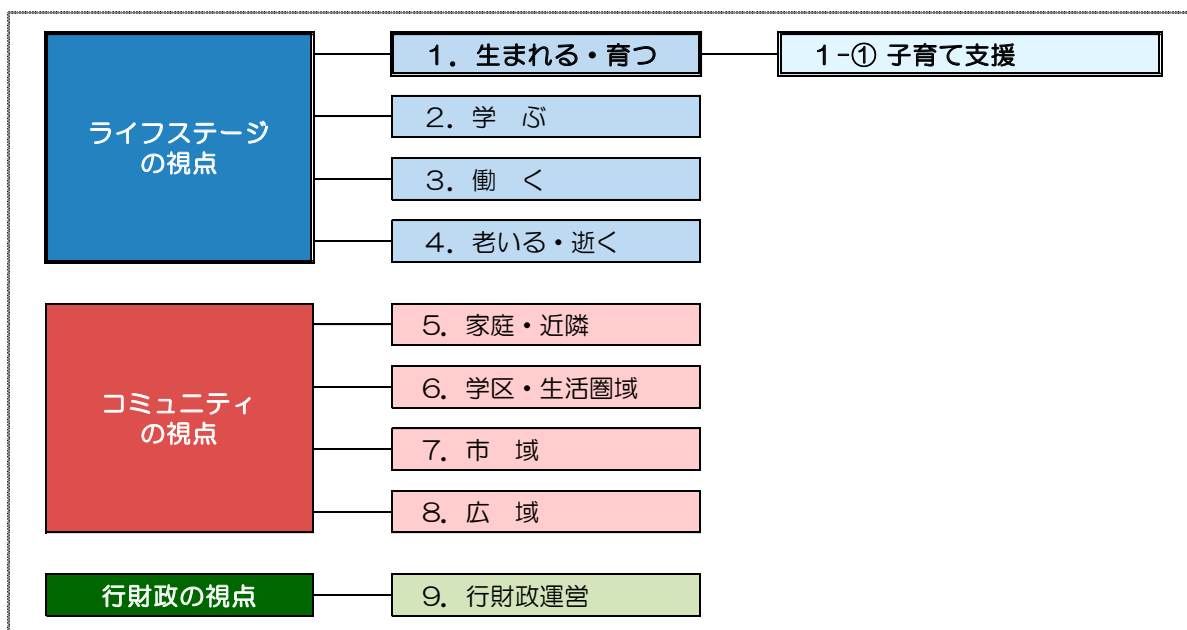 ライフステージ
の視点
１．生まれる・育つ
１-① 子育て支援
２．学　ぶ
３．働　く
４．老いる・逝く
コミュニティ
の視点
５．家庭・近隣
６．学区・生活圏域
７．市　域
８．広　域
行財政の視点
９．行財政運営